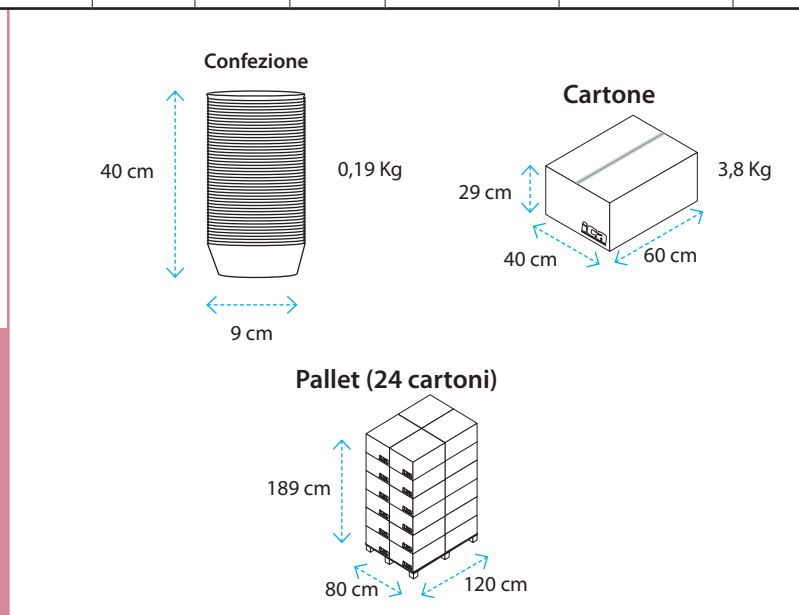 Confezione
40 cm
0,19 Kg
9 cm
Cartone
29 cm
3,8 Kg
ica
40 cm
60 cm
Pallet (24 cartoni)
189 cm
80 cm
120 cm